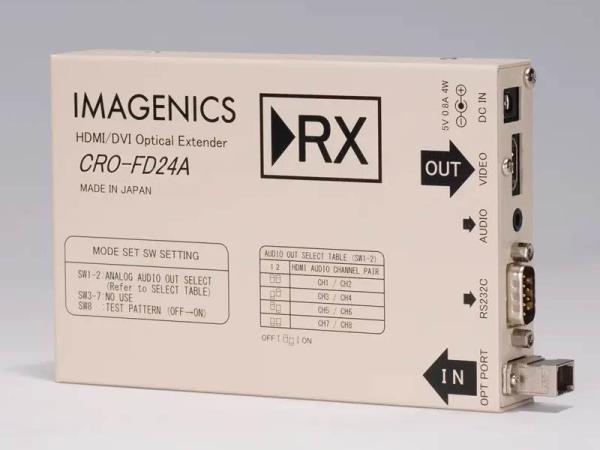 IMAGENICS
HDMI/DVI Optical Extender
CRO-FD24A
MADE IN JAPAN
RX
MODE SET SW SETTING
SW1-2:ANALOG AUDIO OUT SELECT
(Refer to SELECT TABLE)
SW3-7:NO USE
SW8 :TEST PATTERN (OFF→ON)
AUDIO OUT SELECT TABLE (SW1-2)
1 2 HDMI AUDIO CHANNEL PAIR
CH1 / CH2
CH3 / CH4
CH5 / CH6
CH7 / CH8
OFF ON
5V 0.8A 4W
DC IN
OUT
VIDEO
AUDIO
RS232C
IN
OPT PORT